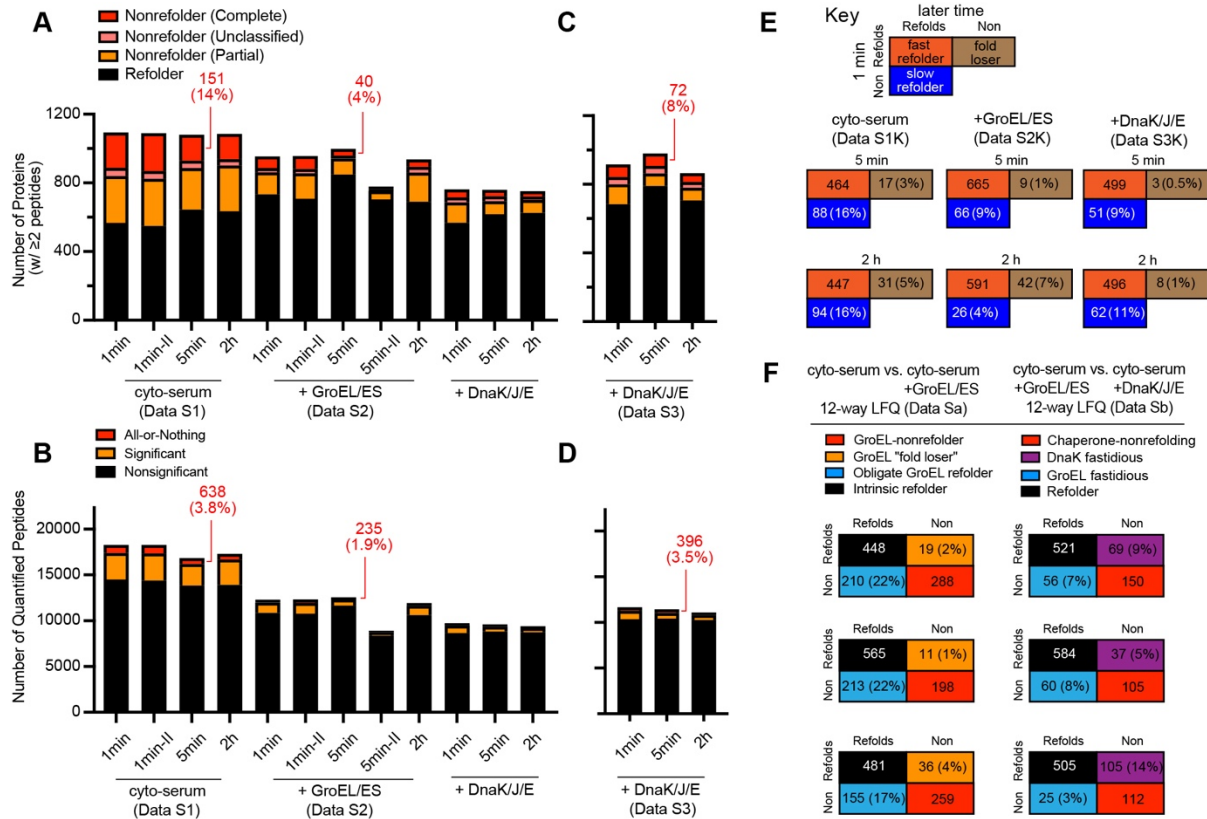 A
Nonrefolder (Complete)
Nonrefolder (Unclassified)
Nonrefolder (Partial)
Refolder
151
(14%)
40
(4%)
Number of Proteins
(w/ ≥2 peptides)
1200
800
400
0
1min
1min-II
5min
2h
1min
1min-II
5min
5min-II
2h
1min
5min
2h
cyto-serum
(Data S1)
+ GroEL/ES
(Data S2)
+ DnaK/J/E
C
72
(8%)
1min
5min
2h
+ DnaK/J/E
(Data S3)
B
All-or-Nothing
Significant
Nonsignificant
638
(3.8%)
235
(1.9%)
Number of Quantified Peptides
20000
15000
10000
5000
0
1min
1min-II
5min
2h
1min
1min-II
5min
5min-II
2h
1min
5min
2h
cyto-serum
(Data S1)
+ GroEL/ES
(Data S2)
+ DnaK/J/E
D
396
(3.5%)
1min
5min
2h
+ DnaK/J/E
(Data S3)
E
Key
later time
Refolds Non
1 min
Non Refolds
fast
refolder
fold
loser
slow
refolder
cyto-serum
(Data S1K)
+GroEL/ES
(Data S2K)
+DnaK/J/E
(Data S3K)
5 min 5 min 5 min
464 17 (3%) 665 9 (1%) 499 3 (0.5%)
88 (16%) 66 (9%) 51 (9%)
2 h 2 h 2 h
447 31 (5%) 591 42 (7%) 496 8 (1%)
94 (16%) 26 (4%) 62 (11%)
F
cyto-serum vs. cyto-serum
+GroEL/ES
12-way LFQ (Data Sa)
cyto-serum vs. cyto-serum
+GroEL/ES +DnaK/J/E
12-way LFQ (Data Sb)
GroEL-nonrefolder
GroEL "fold loser"
Obligate GroEL refolder
Intrinsic refolder
Chaperone-nonrefolding
DnaK fastidious
GroEL fastidious
Refolder
Refolds Non Refolds Non
Refolds 448 19 (2%) Refolds 521 69 (9%)
Non 210 (22%) 288 Non 56 (7%) 150
Refolds Non Refolds Non
Refolds 565 11 (1%) Refolds 584 37 (5%)
Non 213 (22%) 198 Non 60 (8%) 105
Refolds Non Refolds Non
Refolds 481 36 (4%) Refolds 505 105 (14%)
Non 155 (17%) 259 Non 25 (3%) 112